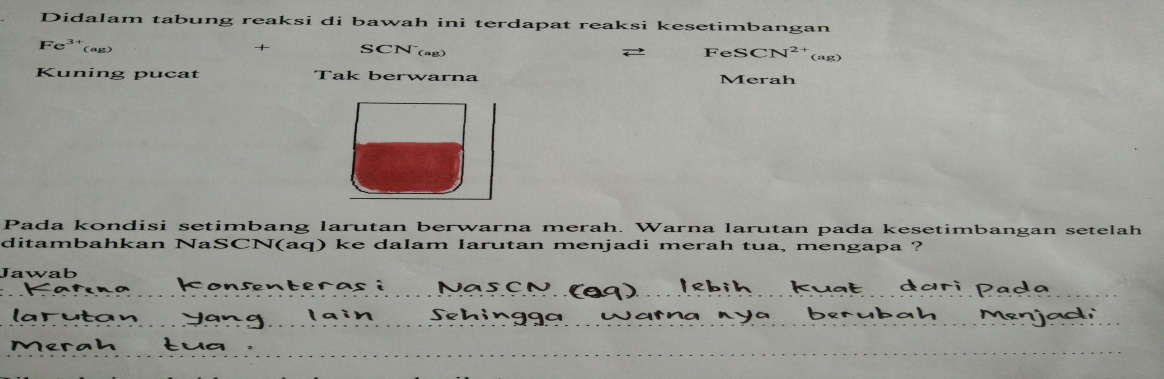 Didalam tabung reaksi di bawah ini terdapat reaksi kesetimbangan
Fe³⁺(ag) + SCN⁻(ag) ⇄ FeSCN²⁺(ag)
Kuning pucat Tak berwarna Merah
Pada kondisi setimbang larutan berwarna merah. Warna larutan pada kesetimbangan setelah
ditambahkan NaSCN(aq) ke dalam larutan menjadi merah tua, mengapa ?
Jawab
Karena konsenterasi NaSCN (aq) lebih kuat dari pada
larutan yang lain sehingga warna nya berubah menjadi
merah tua .